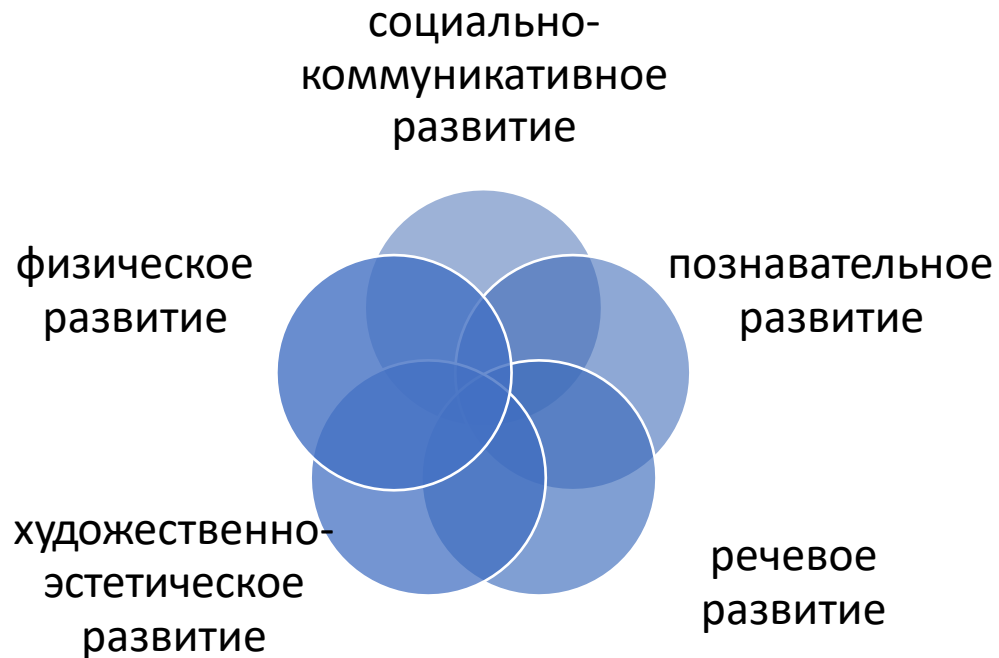 социально-
коммуникативное
развитие
физическое
развитие
познавательное
развитие
художественно-
эстетическое
развитие
речевое
развитие